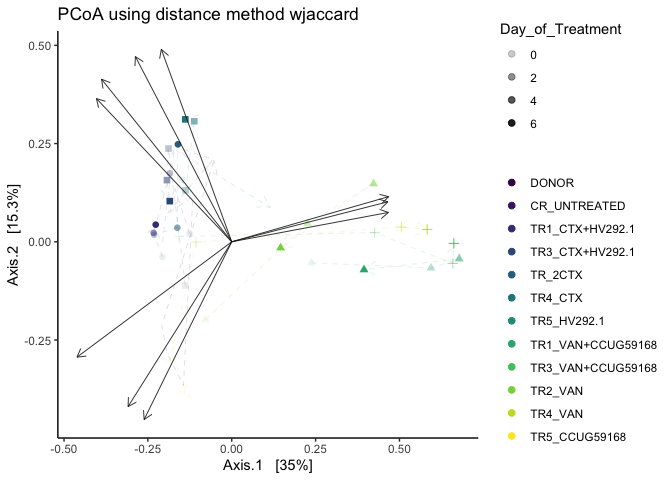 PCoA using distance method wjaccard
0.50
0.25
0.00
-0.25
Axis.2   [15.3%]
-0.50
-0.25
0.00
0.25
0.50
Axis.1   [35%]
Day_of_Treatment
0
2
4
6
DONOR
CR_UNTREATED
TR1_CTX+HV292.1
TR3_CTX+HV292.1
TR_2CTX
TR4_CTX
TR5_HV292.1
TR1_VAN+CCUG59168
TR3_VAN+CCUG59168
TR2_VAN
TR4_VAN
TR5_CCUG59168